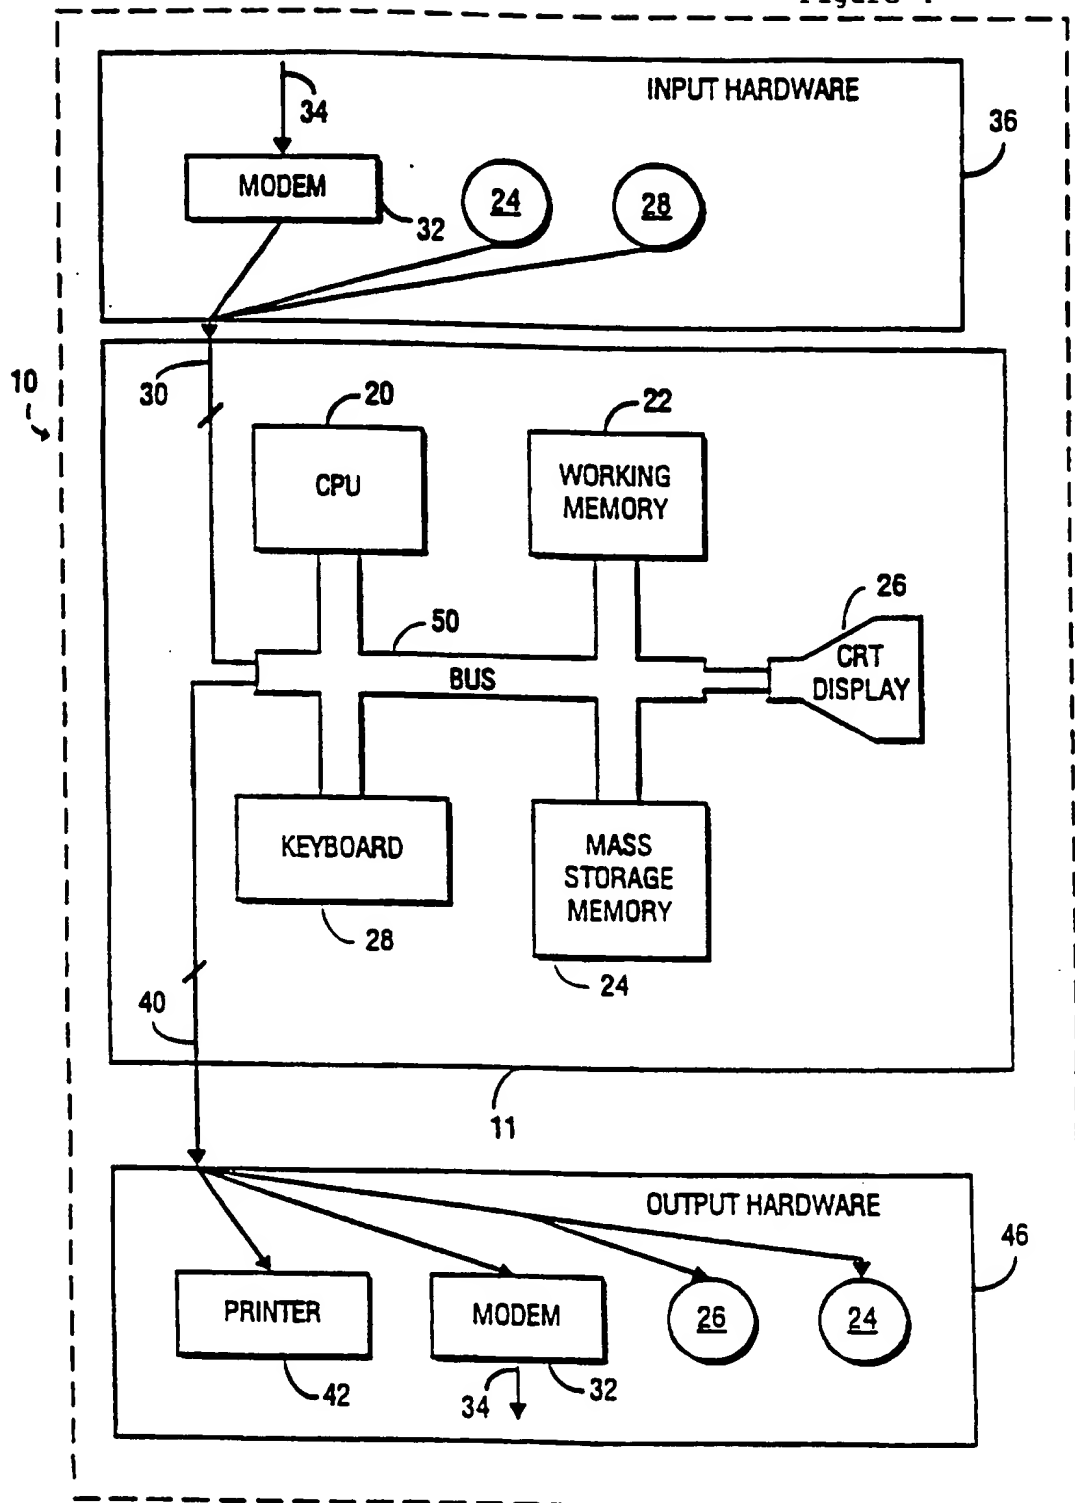 INPUT HARDWARE
36
34
MODEM
32
24
28
10
30
20
22
CPU
WORKING
MEMORY
26
50
CRT
DISPLAY
BUS
KEYBOARD
MASS
STORAGE
MEMORY
28
24
40
11
OUTPUT HARDWARE
46
PRINTER
MODEM
26
24
42
34
32